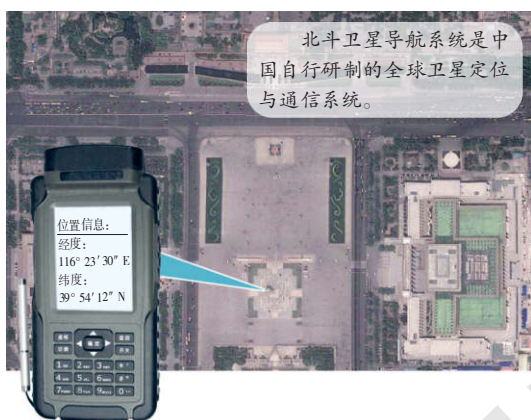 北斗卫星导航系统是中
国自行研制的全球卫星定位
与通信系统。
位置信息：
经度：
116° 23′ 30″ E
纬度：
39° 54′ 12″ N